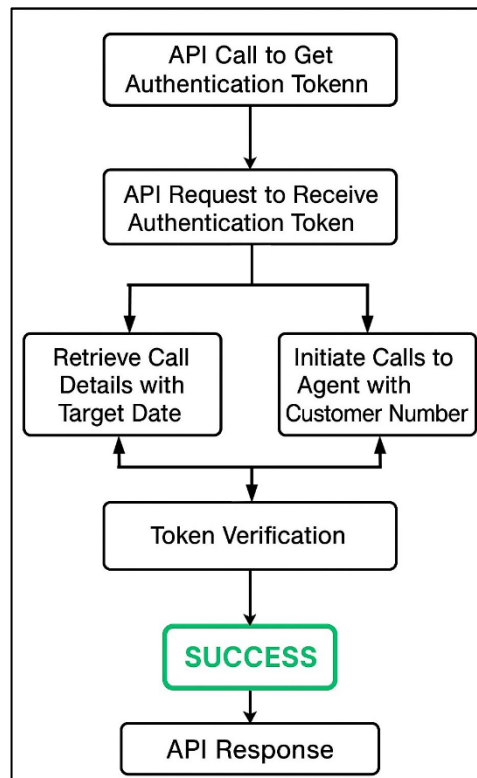 API Call to Get
Authentication Tokenn
API Request to Receive
Authentication Token
Retrieve Call
Details with
Target Date
Initiate Calls to
Agent with
Customer Number
Token Verification
SUCCESS
API Response